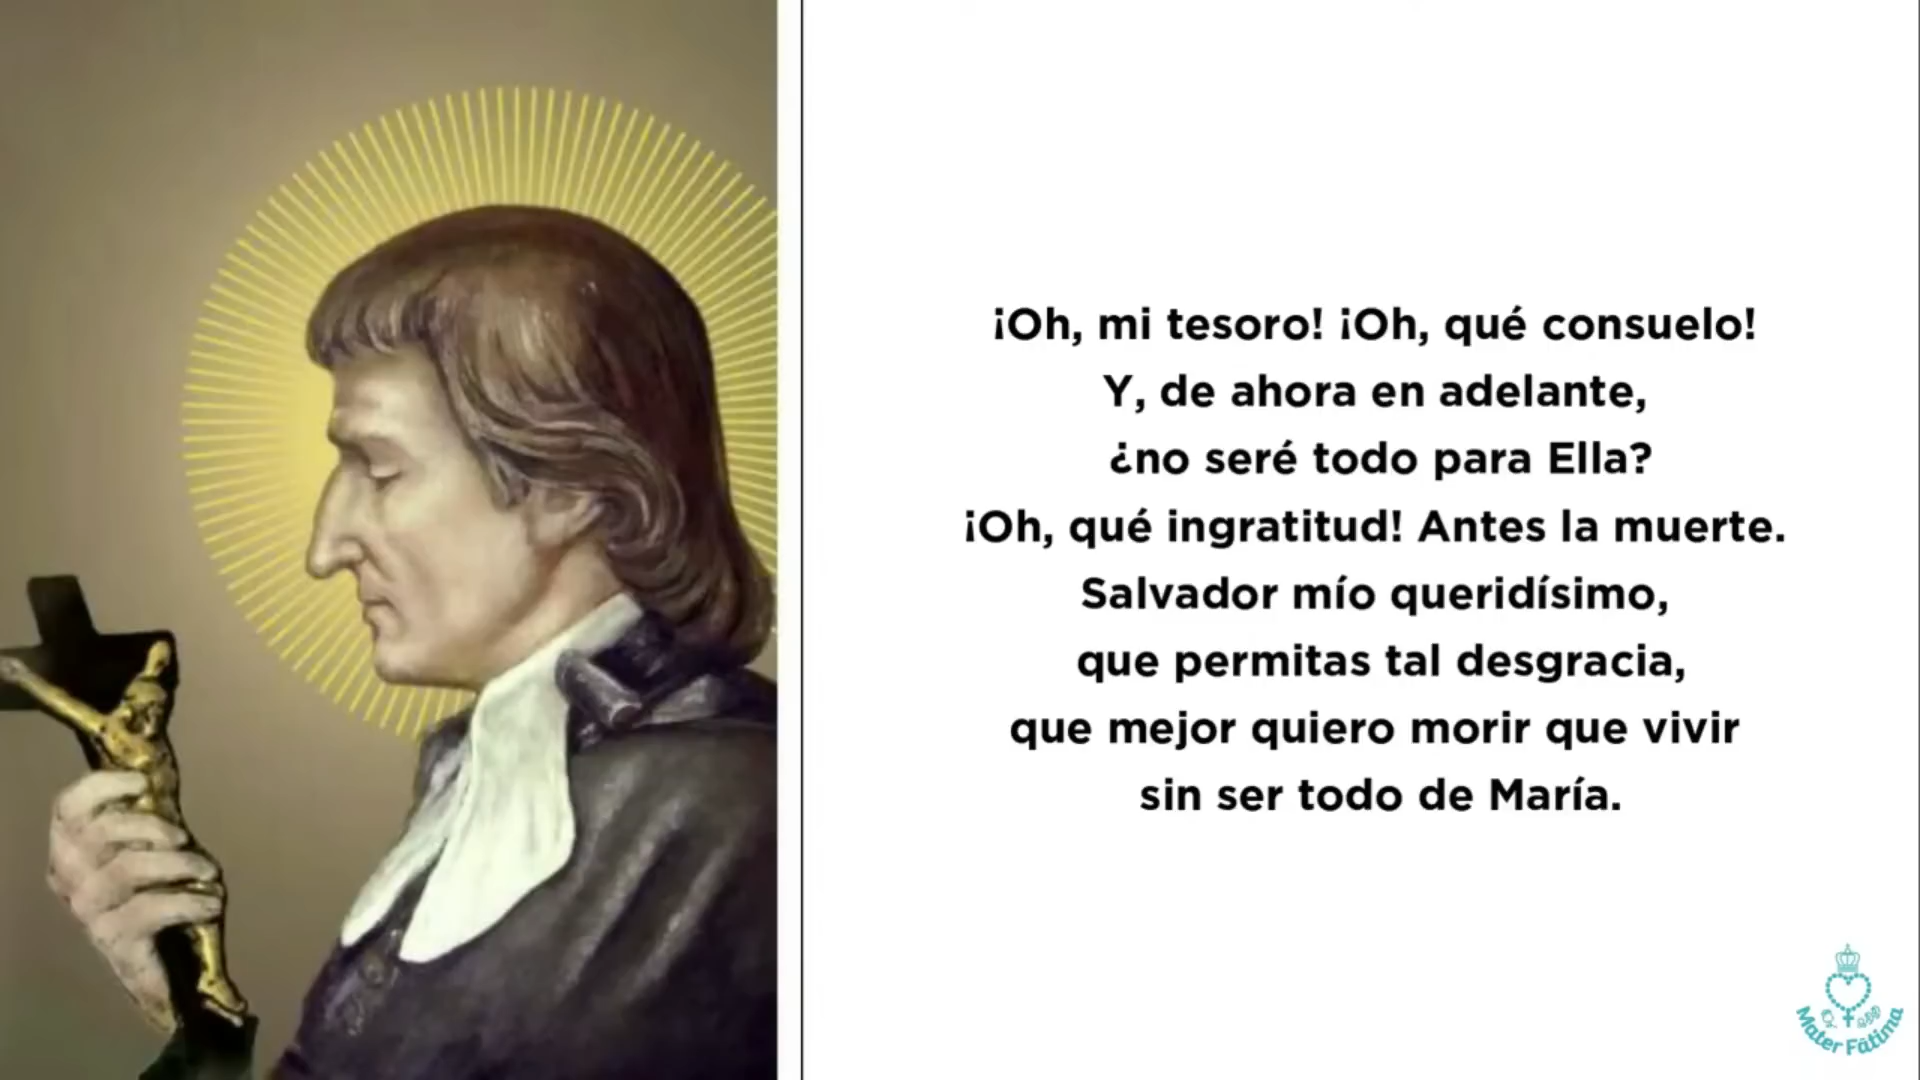 ¡Oh, mi tesoro! ¡Oh, qué consuelo!
Y, de ahora en adelante,
¿no seré todo para Ella?
¡Oh, qué ingratitud! Antes la muerte.
Salvador mío queridísimo,
que permitas tal desgracia,
que mejor quiero morir que vivir
sin ser todo de María.
Mater Fátima